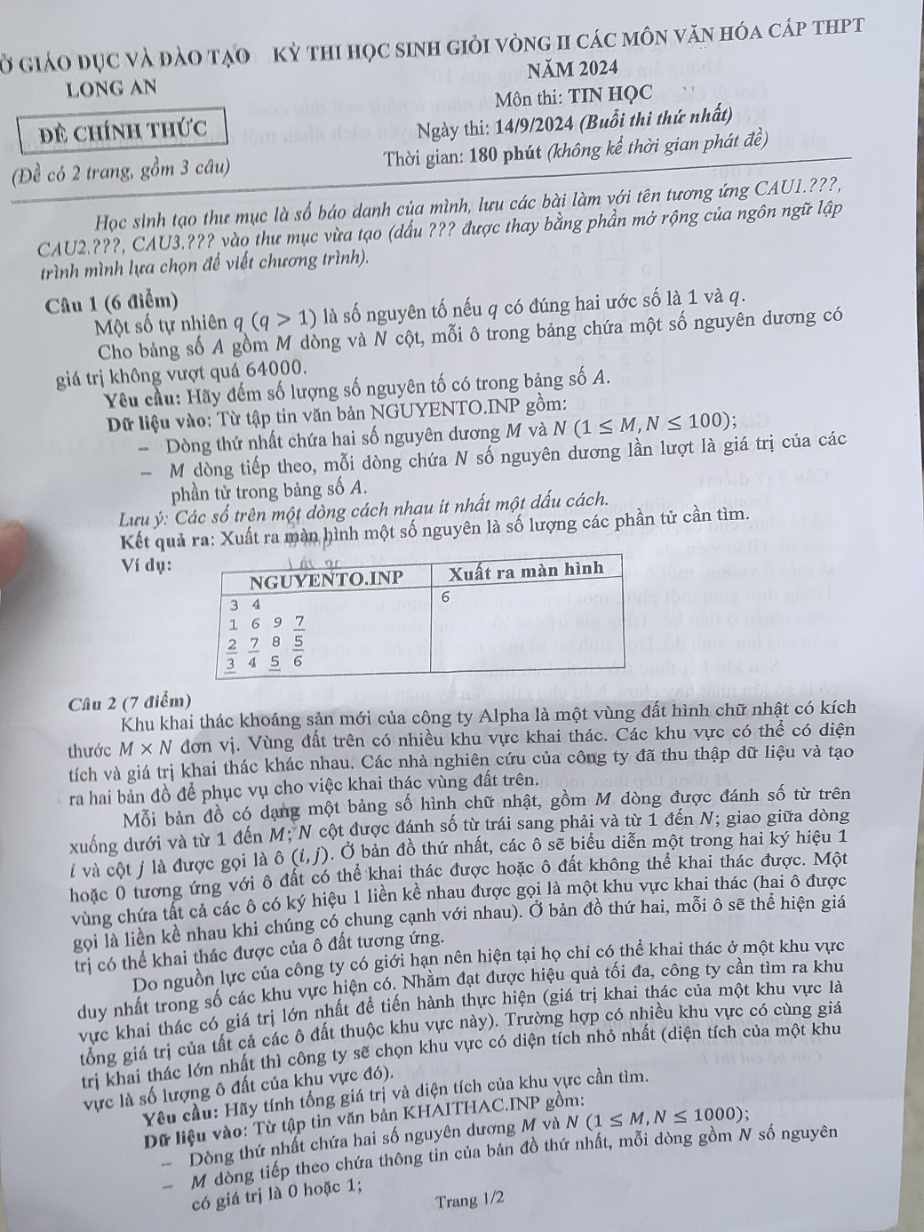 Ở GIÁO DỤC VÀ ĐÀO TẠO KỲ THI HỌC SINH GIỎI VÒNG II CÁC MÔN VĂN HÓA CẤP THPT
LONG AN NĂM 2024
Môn thi: TIN HỌC
ĐỀ CHÍNH THỨC Ngày thi: 14/9/2024 (Buổi thi thứ nhất)
(Đề có 2 trang, gồm 3 câu) Thời gian: 180 phút (không kể thời gian phát đề)
Học sinh tạo thư mục là số báo danh của mình, lưu các bài làm với tên tương ứng CAU1.???,
CAU2.???, CAU3.??? vào thư mục vừa tạo (dấu ??? được thay bằng phần mở rộng của ngôn ngữ lập
trình mình lựa chọn để viết chương trình).
Câu 1 (6 điểm)
Một số tự nhiên q (q > 1) là số nguyên tố nếu q có đúng hai ước số là 1 và q.
Cho bảng số A gồm M dòng và N cột, mỗi ô trong bảng chứa một số nguyên dương có
giá trị không vượt quá 64000.
Yêu cầu: Hãy đếm số lượng số nguyên tố có trong bảng số A.
Dữ liệu vào: Từ tập tin văn bản NGUYENTO.INP gồm:
– Dòng thứ nhất chứa hai số nguyên dương M và N (1 ≤ M, N ≤ 100);
– M dòng tiếp theo, mỗi dòng chứa N số nguyên dương lần lượt là giá trị của các
phần tử trong bảng số A.
Lưu ý: Các số trên một dòng cách nhau ít nhất một dấu cách.
Kết quả ra: Xuất ra màn hình một số nguyên là số lượng các phần tử cần tìm.
Ví dụ:
NGUYENTO.INP Xuất ra màn hình
3 4 6
1 6 9 7
2 7 8 5
3 4 5 6
Câu 2 (7 điểm)
Khu khai thác khoáng sản mới của công ty Alpha là một vùng đất hình chữ nhật có kích
thước M × N đơn vị. Vùng đất trên có nhiều khu vực khai thác. Các khu vực có thể có diện
tích và giá trị khai thác khác nhau. Các nhà nghiên cứu của công ty đã thu thập dữ liệu và tạo
ra hai bản đồ để phục vụ cho việc khai thác vùng đất trên.
Mỗi bản đồ có dạng một bảng số hình chữ nhật, gồm M dòng được đánh số từ trên
xuống dưới và từ 1 đến M; N cột được đánh số từ trái sang phải và từ 1 đến N; giao giữa dòng
i và cột j là được gọi là ô (i, j). Ở bản đồ thứ nhất, các ô sẽ biểu diễn một trong hai ký hiệu 1
hoặc 0 tương ứng với ô đất có thể khai thác được hoặc ô đất không thể khai thác được. Một
vùng chứa tất cả các ô có ký hiệu 1 liền kề nhau được gọi là một khu vực khai thác (hai ô được
gọi là liền kề nhau khi chúng có chung cạnh với nhau). Ở bản đồ thứ hai, mỗi ô sẽ thể hiện giá
trị có thể khai thác được của ô đất tương ứng.
Do nguồn lực của công ty có giới hạn nên hiện tại họ chỉ có thể khai thác ở một khu vực
duy nhất trong số các khu vực hiện có. Nhằm đạt được hiệu quả tối đa, công ty cần tìm ra khu
vực khai thác có giá trị lớn nhất để tiến hành thực hiện (giá trị khai thác của một khu vực là
tổng giá trị của tất cả các ô đất thuộc khu vực này). Trường hợp có nhiều khu vực có cùng giá
trị khai thác lớn nhất thì công ty sẽ chọn khu vực có diện tích nhỏ nhất (diện tích của một khu
vực là số lượng ô đất của khu vực đó).
Yêu cầu: Hãy tính tổng giá trị và diện tích của khu vực cần tìm.
Dữ liệu vào: Từ tập tin văn bản KHAITHAC.INP gồm:
– Dòng thứ nhất chứa hai số nguyên dương M và N (1 ≤ M, N ≤ 1000);
– M dòng tiếp theo chứa thông tin của bản đồ thứ nhất, mỗi dòng gồm N số nguyên
có giá trị là 0 hoặc 1;
Trang 1/2